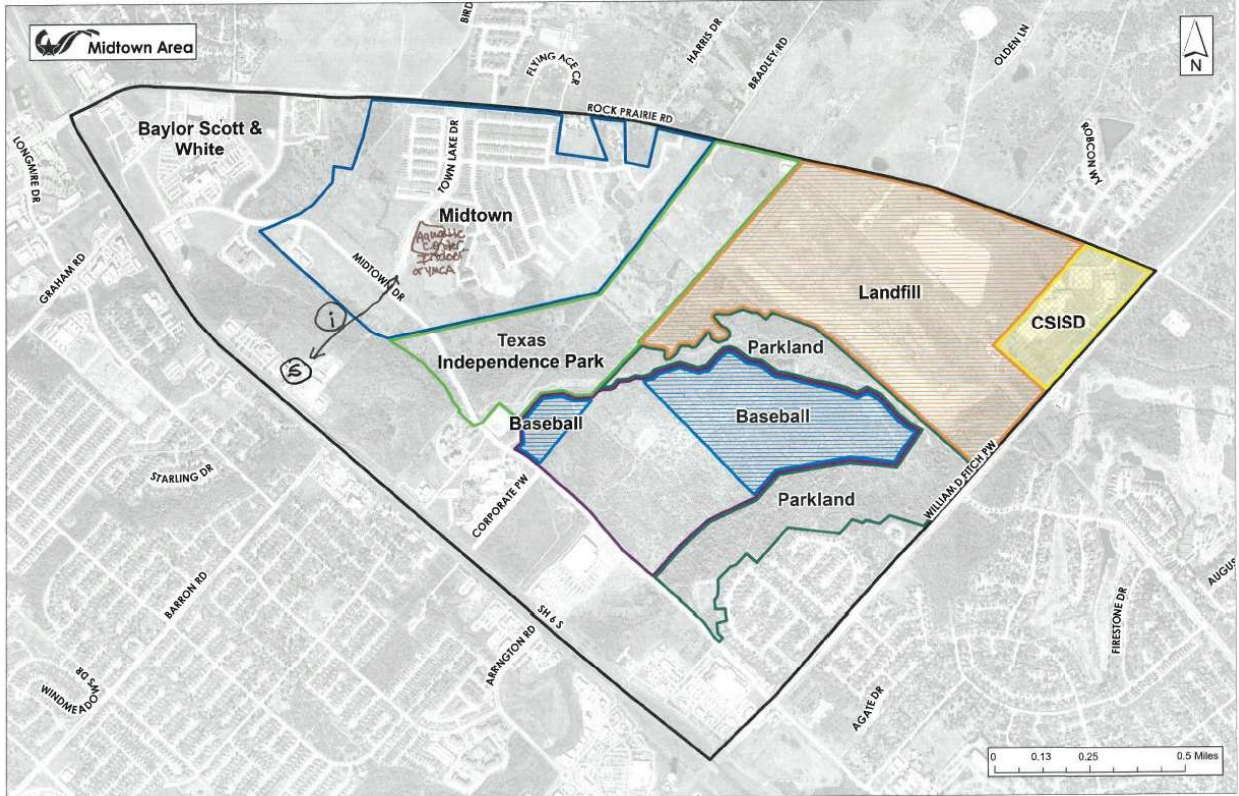 Midtown Area
BIRD
FLYING ACE CR
HARRIS DR
BRADLEY RD
OLDEN LN
N
ROCK PRAIRIE RD
Baylor Scott &
White
LONGMIRE DR
TOWN LAKE DR
ROBCON WY
Midtown
Aquatic
Center
Indoor
or YMCA
GRAHAM RD
MIDTOWN DR
i
S
Landfill
CSISD
Texas
Independence Park
Parkland
Baseball
Baseball
STARLING DR
CORPORATE PW
Parkland
WILLIAM D FITCH PW
BARRON RD
SH 6 S
ARRINGTON RD
AGATE DR
FIRESTONE DR
AUGUS
WINDMEADOWS DR
0 0.13 0.25 0.5 Miles